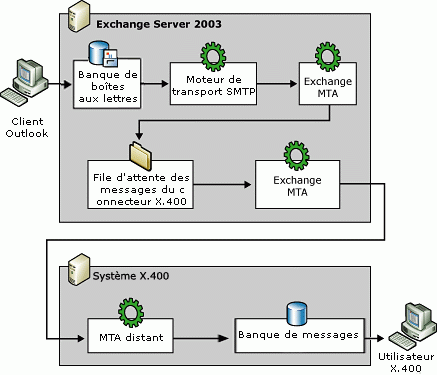 Exchange Server 2003
Client
Outlook
Banque de
boîtes
aux lettres
Moteur de
transport SMTP
Exchange
MTA
File d'attente des
messages du c
onnecteur X.400
Exchange
MTA
Système X.400
MTA distant
Banque de messages
Utilisateur
X.400